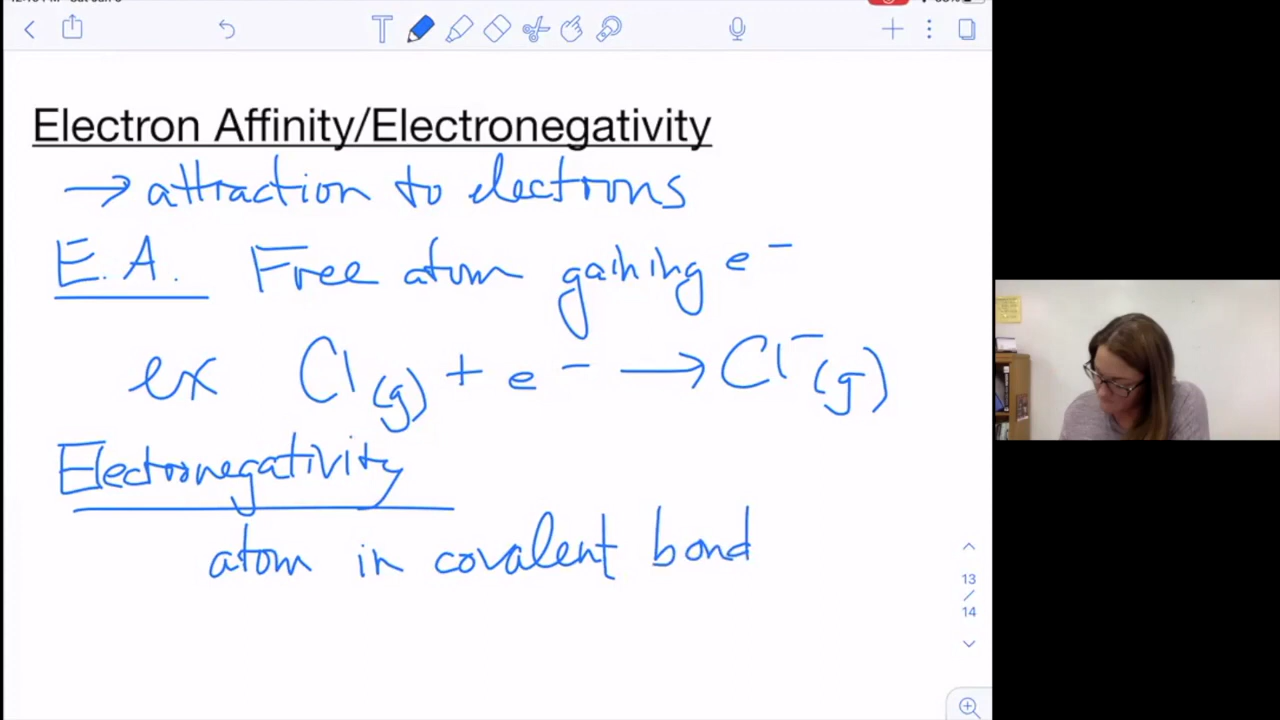 Electron Affinity/Electronegativity
→ attraction to electrons
E.A. Free atom gaining e⁻
ex Cl(g) + e⁻ → Cl⁻(g)
Electronegativity
atom in covalent bond
13
/
14